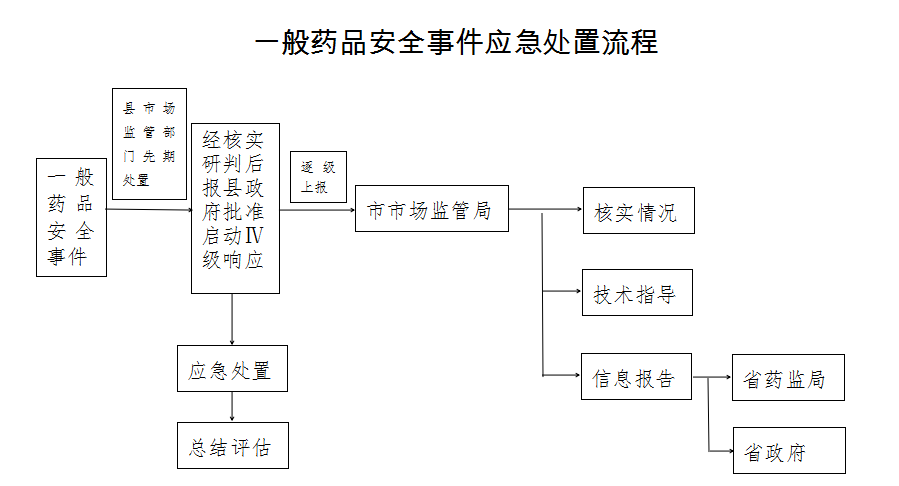 一般药品安全事件应急处置流程
县市场
监管部
门先期
处置
一般
药品
安全
事件
经核实
研判后
报县政
府批准
启动Ⅳ
级响应
逐级
上报
市市场监管局
核实情况
技术指导
信息报告
省药监局
省政府
应急处置
总结评估